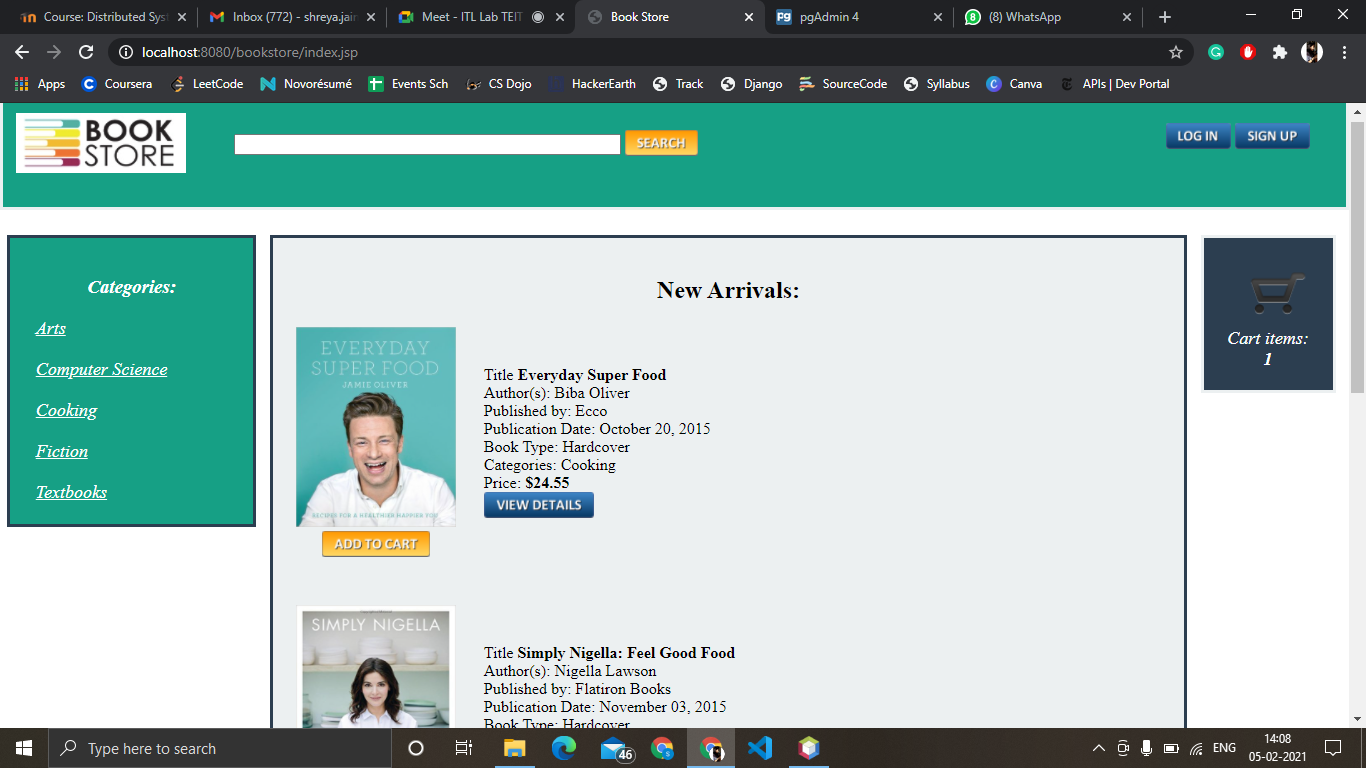 Course: Distributed Sys
Inbox (772) - shreya.jain
Meet - ITL Lab TEIT
Book Store
pgAdmin 4
(8) WhatsApp
localhost:8080/bookstore/index.jsp
Apps
Coursera
LeetCode
Novorésumé
Events Sch
CS Dojo
HackerEarth
Track
Django
SourceCode
Syllabus
Canva
APIs | Dev Portal
BOOK
STORE
SEARCH
LOG IN
SIGN UP
Categories:
Arts
Computer Science
Cooking
Fiction
Textbooks
New Arrivals:
EVERYDAY
SUPER FOOD
JAMIE OLIVER
RECIPES FOR A HEALTHIER HAPPIER YOU
ADD TO CART
Title Everyday Super Food
Author(s): Biba Oliver
Published by: Ecco
Publication Date: October 20, 2015
Book Type: Hardcover
Categories: Cooking
Price: $24.55
VIEW DETAILS
SIMPLY NIGELLA
Title Simply Nigella: Feel Good Food
Author(s): Nigella Lawson
Published by: Flatiron Books
Publication Date: November 03, 2015
Book Type: Hardcover
Cart items:
1
Type here to search
46
ENG
14:08
05-02-2021